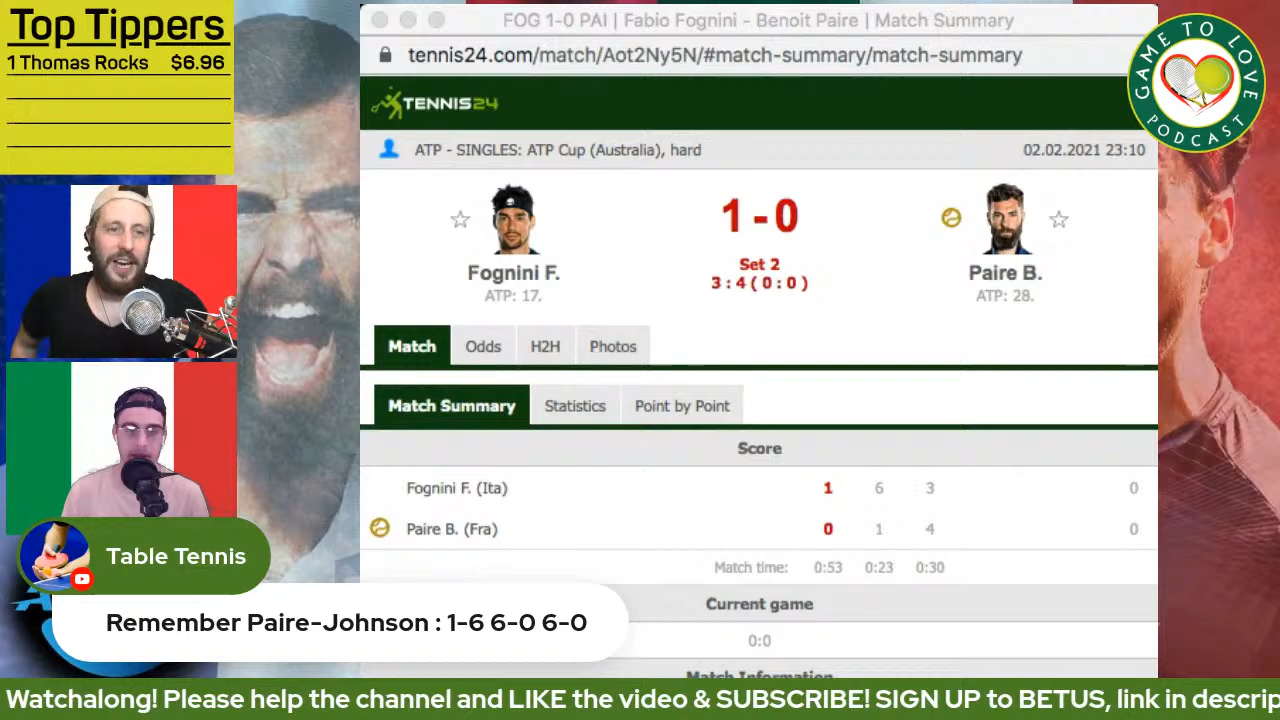 Top Tippers
1 Thomas Rocks $6.96
FOG 1-0 PAI | Fabio Fognini - Benoit Paire | Match Summary
tennis24.com/match/Aot2Ny5N/#match-summary/match-summary
TENNIS24
GAME TO LOVE
PODCAST
ATP - SINGLES: ATP Cup (Australia), hard 02.02.2021 23:10
1 - 0
Set 2
3 : 4 ( 0 : 0 )
Fognini F.
ATP: 17.
Paire B.
ATP: 28.
Match Odds H2H Photos
Match Summary Statistics Point by Point
Score
Fognini F. (Ita) 1 6 3 0
Paire B. (Fra) 0 1 4 0
Match time: 0:53 0:23 0:30
Current game
0:0
Match Information
Table Tennis
Remember Paire-Johnson : 1-6 6-0 6-0
Watchalong! Please help the channel and LIKE the video & SUBSCRIBE! SIGN UP to BETUS, link in descrip